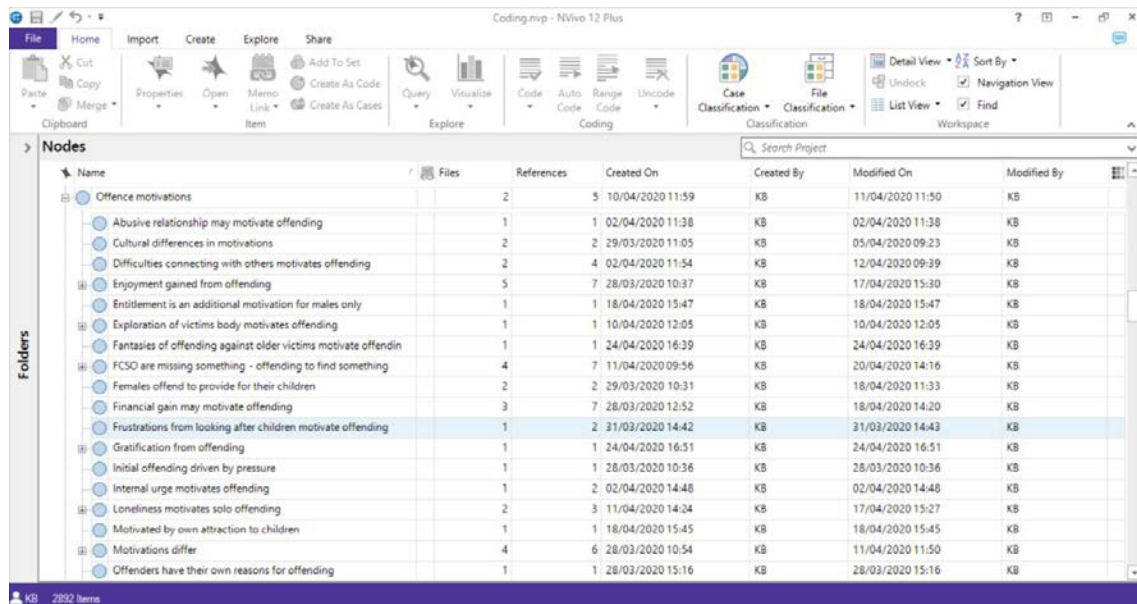 Coding.nvp - NVivo 12 Plus
File Home Import Create Explore Share
Paste Cut Copy Merge Clipboard
Properties Open Memo Link Add To Set Create As Code Create As Cases Item
Query Visualize Explore
Code Auto Code Range Code Uncode Coding
Case Classification File Classification Classification
Detail View Sort By Undock Navigation View List View Find Workspace
Nodes Search Project
Folders
Name Files References Created On Created By Modified On Modified By
Offence motivations 2 5 10/04/2020 11:59 KB 11/04/2020 11:50 KB
Abusive relationship may motivate offending 1 1 02/04/2020 11:38 KB 02/04/2020 11:38 KB
Cultural differences in motivations 2 2 29/03/2020 11:05 KB 05/04/2020 09:23 KB
Difficulties connecting with others motivates offending 2 4 02/04/2020 11:54 KB 12/04/2020 09:39 KB
Enjoyment gained from offending 5 7 28/03/2020 10:37 KB 17/04/2020 15:30 KB
Entitlement is an additional motivation for males only 1 1 18/04/2020 15:47 KB 18/04/2020 15:47 KB
Exploration of victims body motivates offending 1 1 10/04/2020 12:05 KB 10/04/2020 12:05 KB
Fantasies of offending against older victims motivate offendin 1 1 24/04/2020 16:39 KB 24/04/2020 16:39 KB
FCSO are missing something - offending to find something 4 7 11/04/2020 09:56 KB 20/04/2020 14:16 KB
Females offend to provide for their children 2 2 29/03/2020 10:31 KB 18/04/2020 11:33 KB
Financial gain may motivate offending 3 7 28/03/2020 12:52 KB 18/04/2020 14:20 KB
Frustrations from looking after children motivate offending 1 2 31/03/2020 14:42 KB 31/03/2020 14:43 KB
Gratification from offending 1 1 24/04/2020 16:51 KB 24/04/2020 16:51 KB
Initial offending driven by pressure 1 1 28/03/2020 10:36 KB 28/03/2020 10:36 KB
Internal urge motivates offending 1 2 02/04/2020 14:48 KB 02/04/2020 14:48 KB
Loneliness motivates solo offending 2 3 11/04/2020 14:24 KB 17/04/2020 15:27 KB
Motivated by own attraction to children 1 1 18/04/2020 15:45 KB 18/04/2020 15:45 KB
Motivations differ 4 6 28/03/2020 10:54 KB 11/04/2020 11:50 KB
Offenders have their own reasons for offending 1 1 28/03/2020 15:16 KB 28/03/2020 15:16 KB
KB 2892 Items